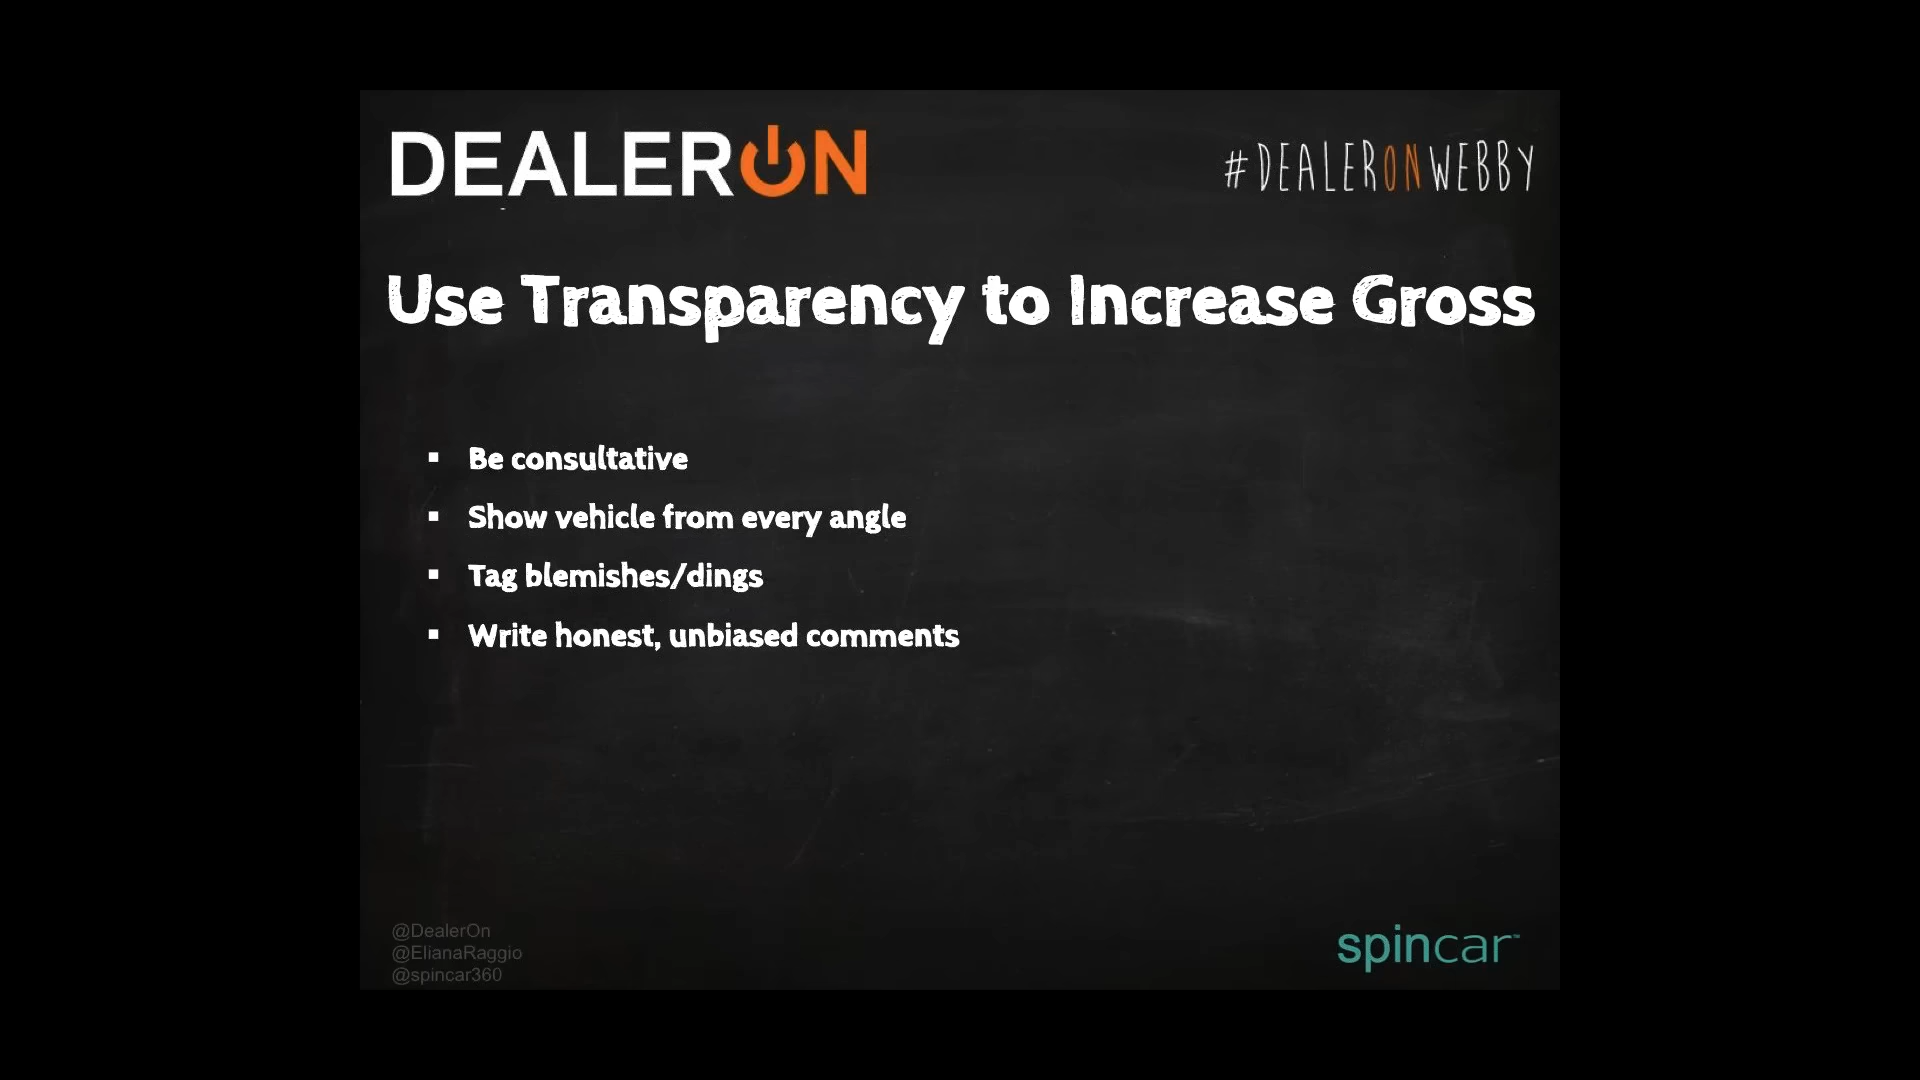 DEALERON
#DEALERONWEBBY
Use Transparency to Increase Gross
▪ Be consultative
▪ Show vehicle from every angle
▪ Tag blemishes/dings
▪ Write honest, unbiased comments
@DealerOn
@ElianaRaggio
@spincar360
spincar™